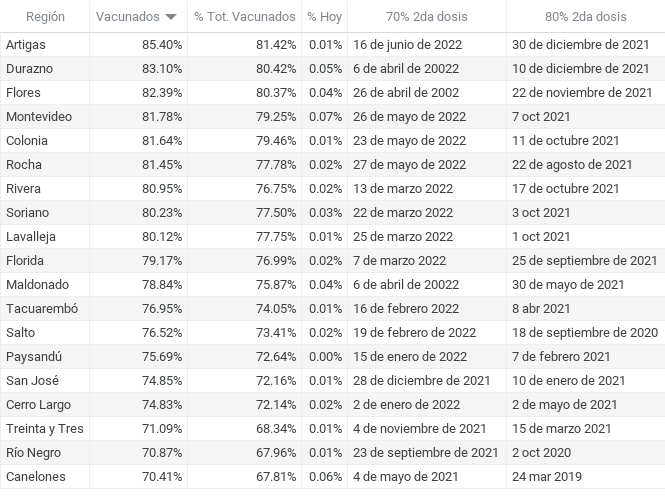 Región Vacunados % Tot. Vacunados % Hoy 70% 2da dosis 80% 2da dosis
Artigas 85.40% 81.42% 0.01% 16 de junio de 2022 30 de diciembre de 2021
Durazno 83.10% 80.42% 0.05% 6 de abril de 20022 10 de diciembre de 2021
Flores 82.39% 80.37% 0.04% 26 de abril de 2002 22 de noviembre de 2021
Montevideo 81.78% 79.25% 0.07% 26 de mayo de 2022 7 oct 2021
Colonia 81.64% 79.46% 0.01% 23 de mayo de 2022 11 de octubre 2021
Rocha 81.45% 77.78% 0.02% 27 de mayo de 2022 22 de agosto de 2021
Rivera 80.95% 76.75% 0.02% 13 de marzo 2022 17 de octubre 2021
Soriano 80.23% 77.50% 0.03% 22 de marzo 2022 3 oct 2021
Lavalleja 80.12% 77.75% 0.01% 25 de marzo 2022 1 oct 2021
Florida 79.17% 76.99% 0.02% 7 de marzo 2022 25 de septiembre de 2021
Maldonado 78.84% 75.87% 0.04% 6 de abril de 20022 30 de mayo de 2021
Tacuarembó 76.95% 74.05% 0.01% 16 de febrero 2022 8 abr 2021
Salto 76.52% 73.41% 0.02% 19 de febrero de 2022 18 de septiembre de 2020
Paysandú 75.69% 72.64% 0.00% 15 de enero de 2022 7 de febrero 2021
San José 74.85% 72.16% 0.01% 28 de diciembre de 2021 10 de enero de 2021
Cerro Largo 74.83% 72.14% 0.02% 2 de enero de 2022 2 de mayo de 2021
Treinta y Tres 71.09% 68.34% 0.01% 4 de noviembre de 2021 15 de marzo 2021
Río Negro 70.87% 67.96% 0.01% 23 de septiembre de 2021 2 oct 2020
Canelones 70.41% 67.81% 0.06% 4 de mayo de 2021 24 mar 2019